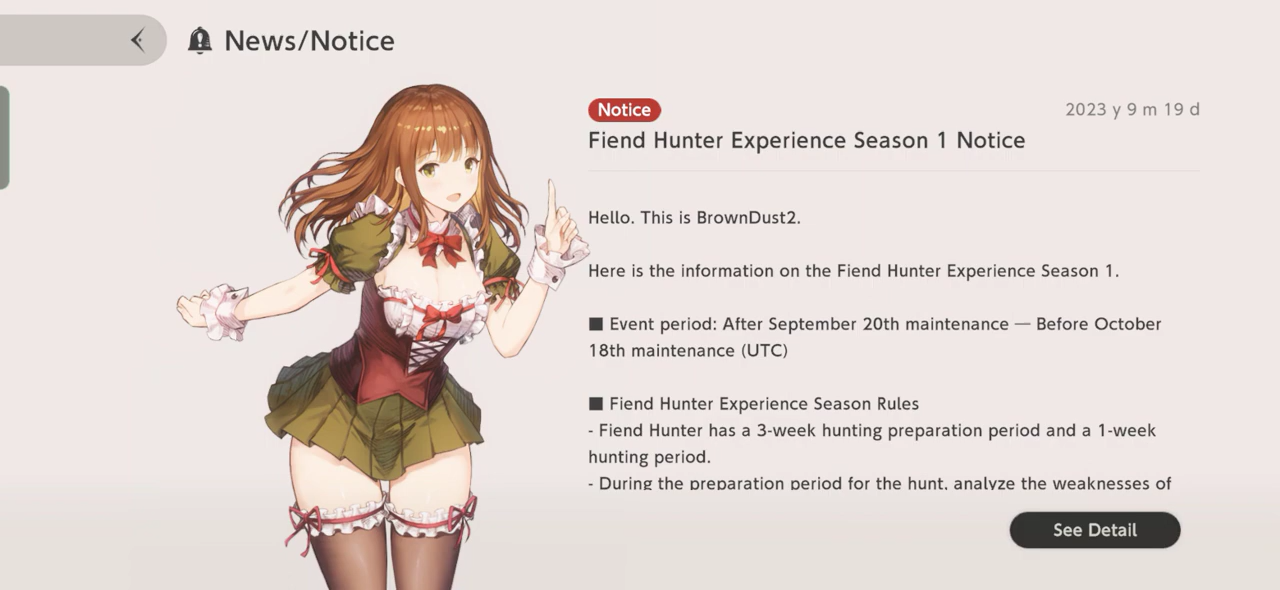 News/Notice
Notice
2023 y 9 m 19 d
Fiend Hunter Experience Season 1 Notice
Hello. This is BrownDust2.
Here is the information on the Fiend Hunter Experience Season 1.
■ Event period: After September 20th maintenance — Before October
18th maintenance (UTC)
■ Fiend Hunter Experience Season Rules
- Fiend Hunter has a 3-week hunting preparation period and a 1-week
hunting period.
- During the preparation period for the hunt, analyze the weaknesses of
See Detail